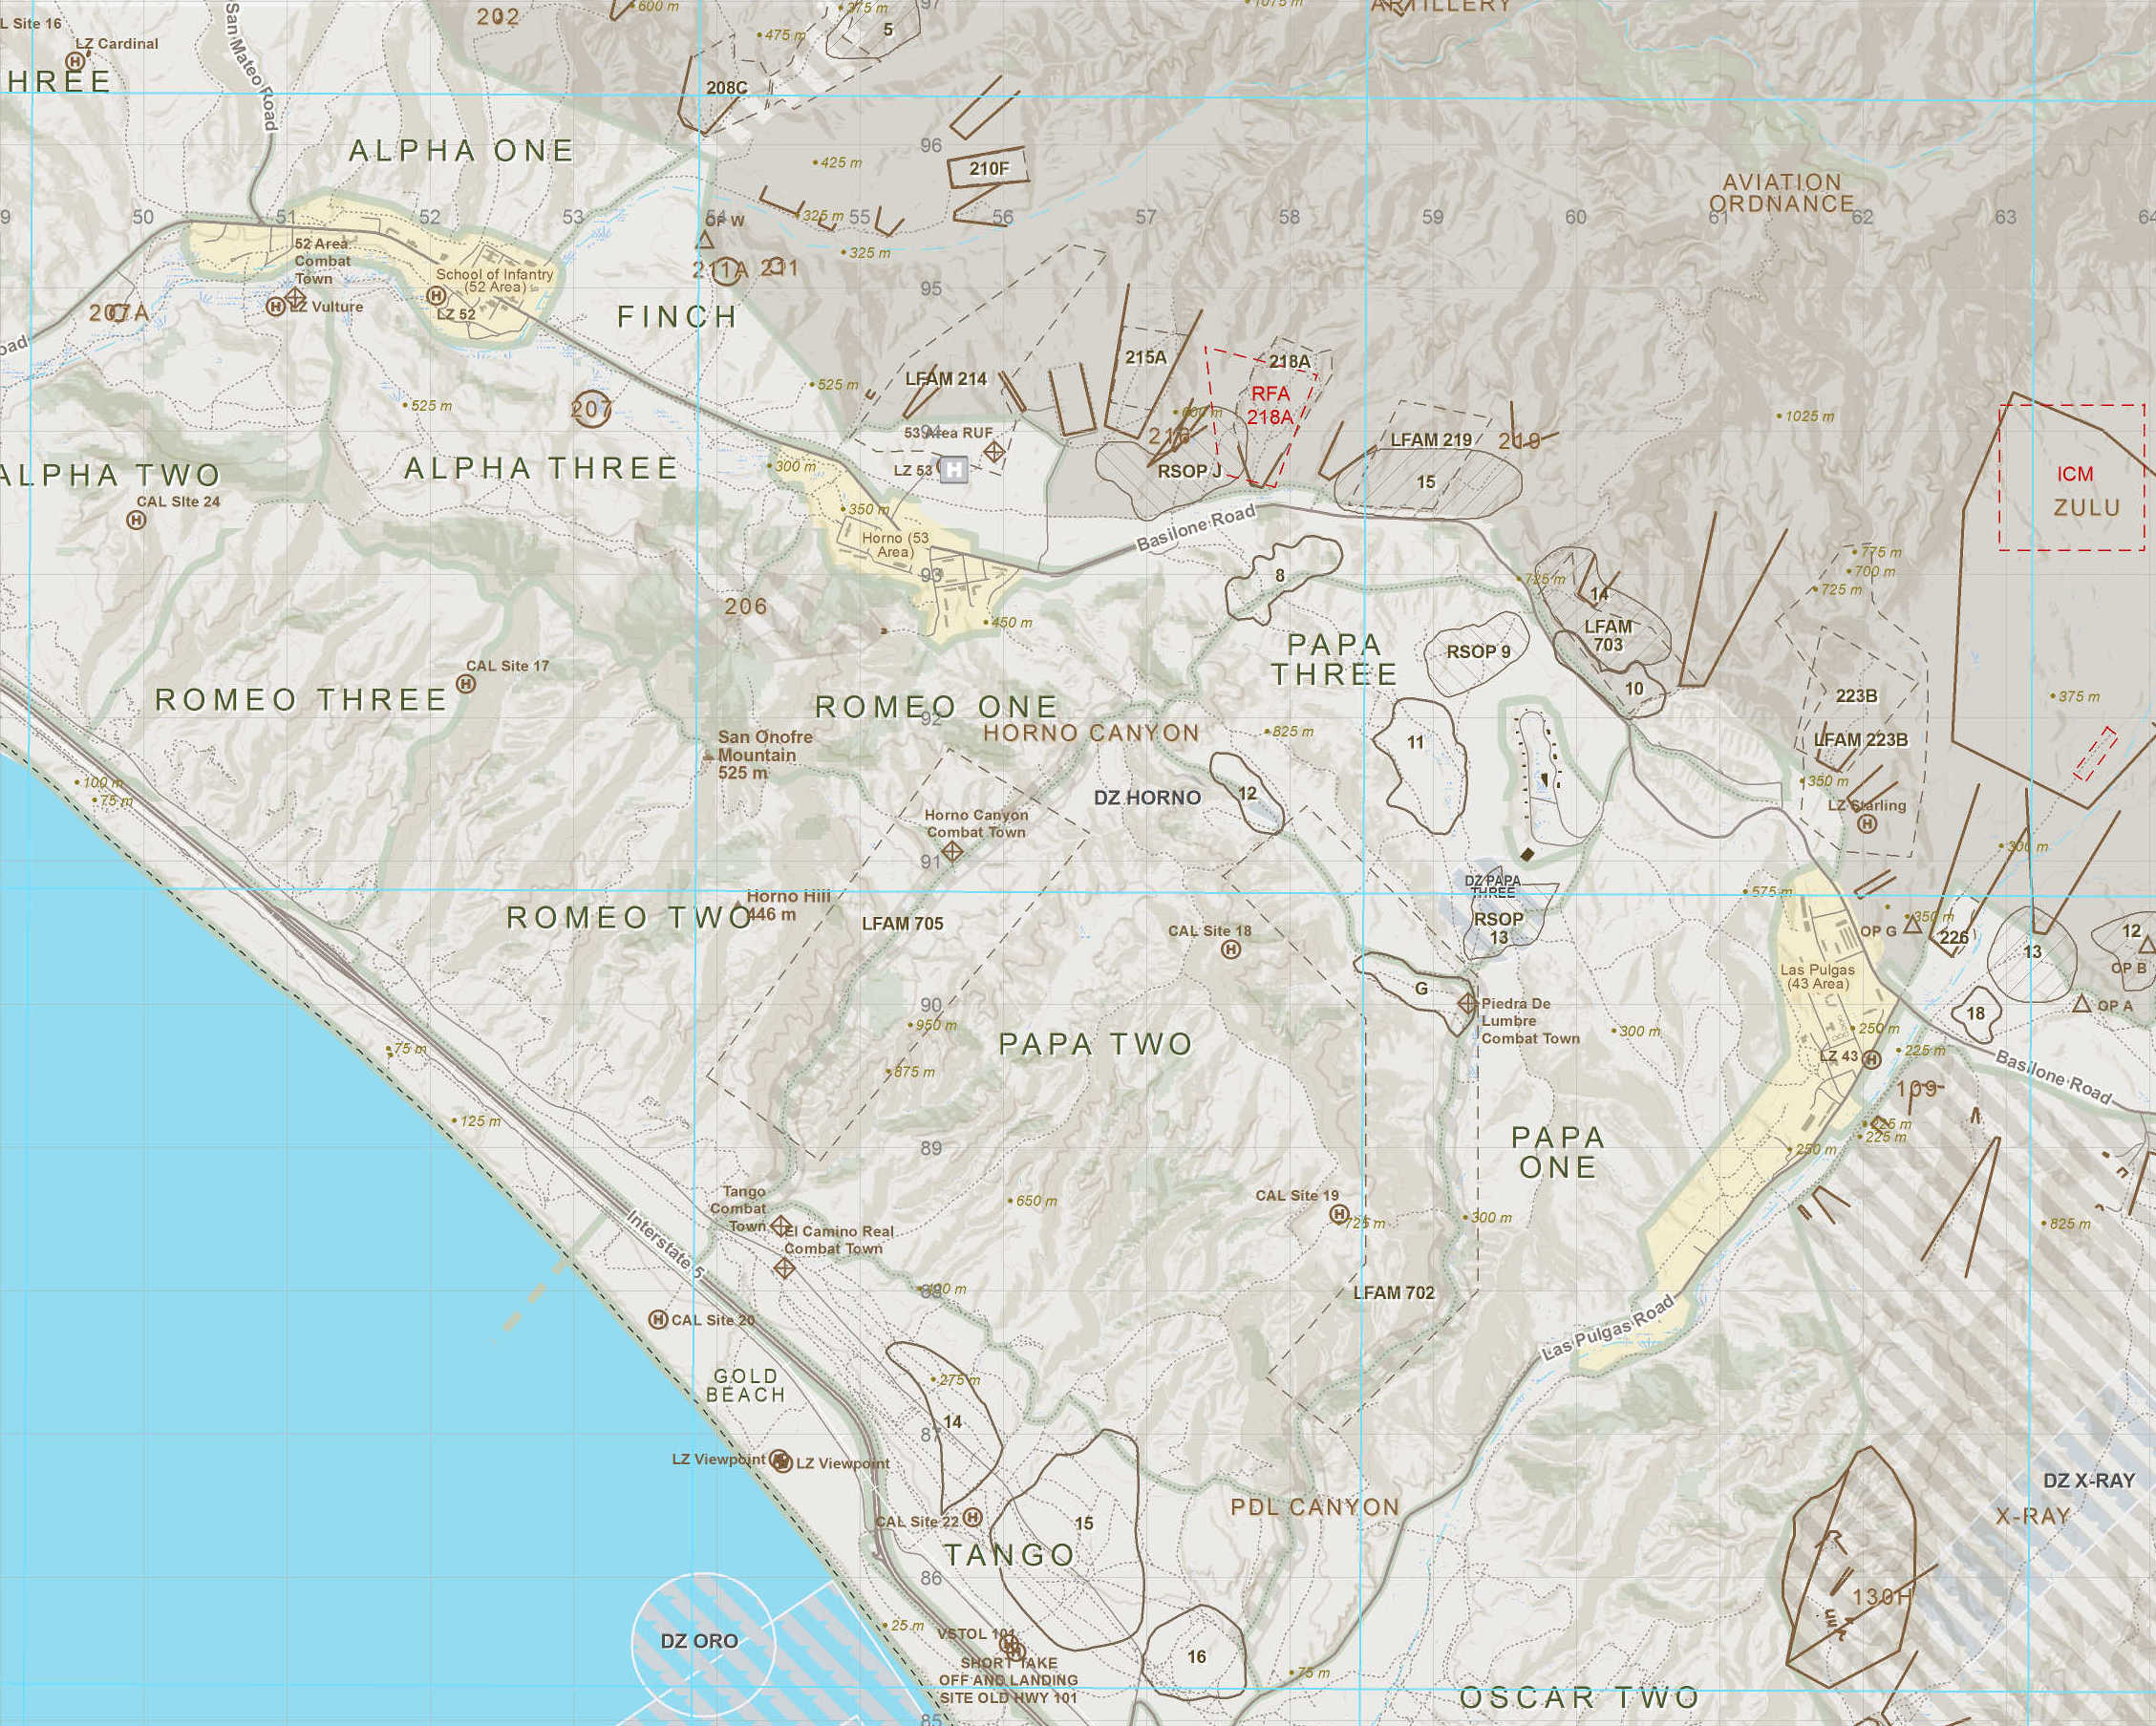 L Site 16
LZ Cardinal
HREE
San Mateo Road
202
600 m
475 m
375 m
5
208C
1075 m
ARTILLERY
97
ALPHA ONE
425 m
96
210F
AVIATION
ORDNANCE
9
50
51
52
53
54
55
56
57
58
59
60
61
62
63
64
OP W
325 m
325 m
211A
211
52 Area
Combat
Town
School of Infantry
(52 Area)
LZ Vulture
LZ 52
207A
FINCH
95
oad
525 m
207
525 m
LFAM 214
215A
218A
RFA
218A
600 m
94
53 Area RUF
LZ 53
H
RSOP J
LFAM 219
219
15
1025 m
ICM
ZULU
ALPHA TWO
CAL SIte 24
ALPHA THREE
300 m
350 m
Horno (53
Area)
Basilone Road
93
8
725 m
14
LFAM
703
775 m
700 m
725 m
206
450 m
PAPA
THREE
RSOP 9
10
CAL Site 17
ROMEO THREE
ROMEO ONE
92
HORNO CANYON
825 m
11
223B
LFAM 223B
375 m
San Onofre
Mountain
525 m
100 m
75 m
DZ HORNO
12
350 m
LZ Starling
Horno Canyon
Combat Town
91
300 m
DZ PAPA
THREE
RSOP
13
575 m
Horno Hill
446 m
ROMEO TWO
LFAM 705
CAL Site 18
350 m
OP G
226
13
12
OP B
Las Pulgas
(43 Area)
G
Piedra De
Lumbre
Combat Town
90
18
OP A
950 m
300 m
250 m
75 m
PAPA TWO
LZ 43
225 m
Basilone Road
875 m
109
125 m
225 m
225 m
250 m
PAPA
ONE
89
Tango
Combat
Town
El Camino Real
Combat Town
650 m
CAL Site 19
725 m
300 m
825 m
Interstate 5
88
LFAM 702
CAL Site 20
Las Pulgas Road
GOLD
BEACH
275 m
14
87
LZ Viewpoint
LZ Viewpoint
DZ X-RAY
X-RAY
PDL CANYON
CAL Site 22
15
TANGO
86
130H
25 m
VSTOL 101
DZ ORO
SHORT TAKE
OFF AND LANDING
SITE OLD HWY 101
16
75 m
OSCAR TWO
85